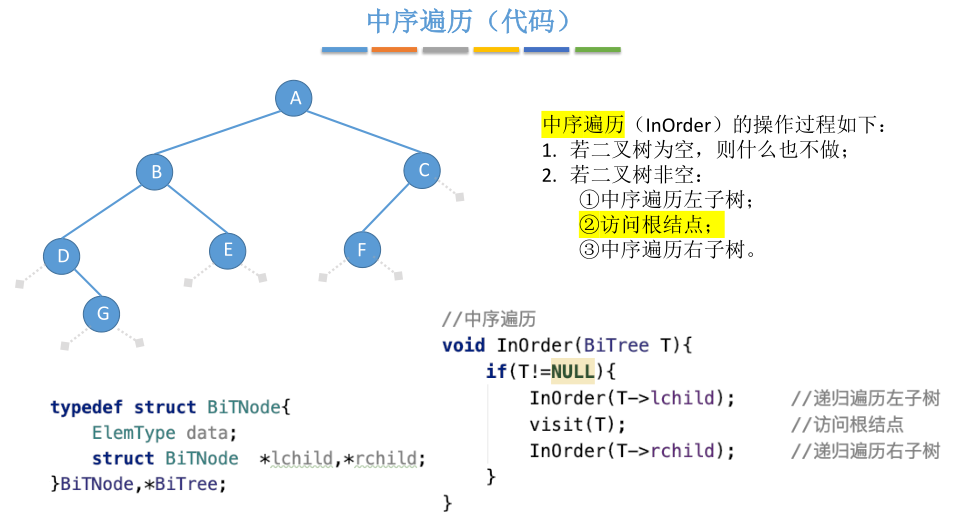 中序遍历（代码）
A
B
C
D
E
F
G
中序遍历（InOrder）的操作过程如下：
1. 若二叉树为空，则什么也不做；
2. 若二叉树非空：
①中序遍历左子树；
②访问根结点；
③中序遍历右子树。
//中序遍历
void InOrder(BiTree T){
if(T!=NULL){
InOrder(T->lchild); //递归遍历左子树
visit(T); //访问根结点
InOrder(T->rchild); //递归遍历右子树
}
}
typedef struct BiTNode{
ElemType data;
struct BiTNode *lchild,*rchild;
}BiTNode,*BiTree;